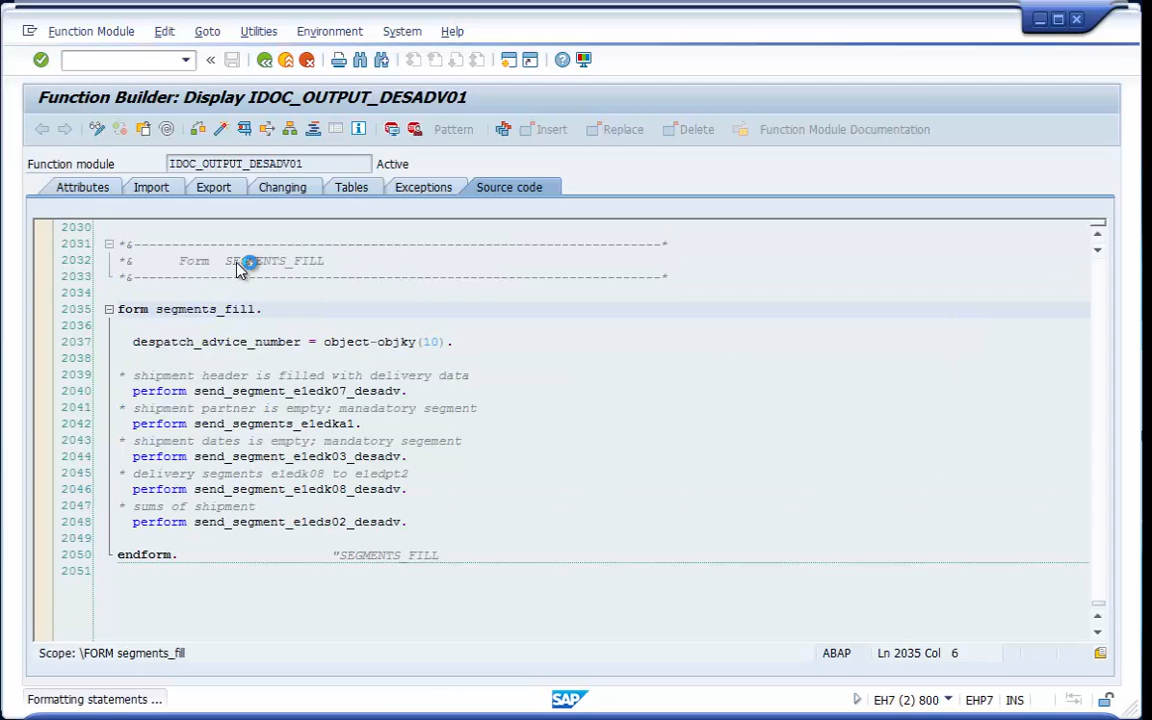 Function Module Edit Goto Utilities Environment System Help
Function Builder: Display IDOC_OUTPUT_DESADV01
Pattern Insert Replace Delete Function Module Documentation
Function module IDOC_OUTPUT_DESADV01 Active
Attributes Import Export Changing Tables Exceptions Source code
2030
2031 *&---------------------------------------------------------------------*
2032 *& Form SEGMENTS_FILL
2033 *&---------------------------------------------------------------------*
2034
2035 form segments_fill.
2036
2037 despatch_advice_number = object-objky(10).
2038
2039 * shipment header is filled with delivery data
2040 perform send_segment_e1edk07_desadv.
2041 * shipment partner is empty; manadatory segment
2042 perform send_segments_e1edka1.
2043 * shipment dates is empty; mandatory segement
2044 perform send_segment_e1edk03_desadv.
2045 * delivery segments e1edk08 to e1edpt2
2046 perform send_segment_e1edk08_desadv.
2047 * sums of shipment
2048 perform send_segment_e1eds02_desadv.
2049
2050 endform. "SEGMENTS_FILL
2051
Scope: \FORM segments_fill ABAP Ln 2035 Col 6
Formatting statements ... SAP EH7 (2) 800 EHP7 INS